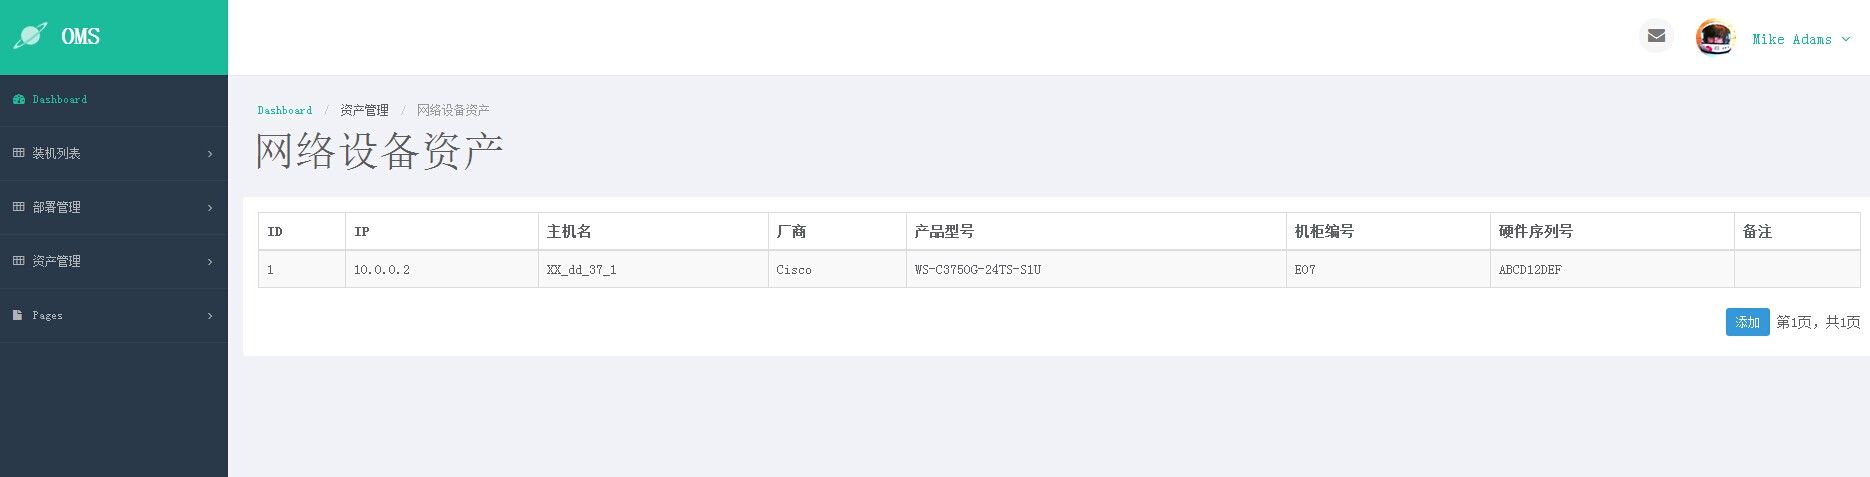 OMS
Mike Adams
Dashboard
装机列表
部署管理
资产管理
Pages
Dashboard / 资产管理 / 网络设备资产
网络设备资产
ID IP 主机名 厂商 产品型号 机柜编号 硬件序列号 备注
1 10.0.0.2 XX_dd_37_1 Cisco WS-C3750G-24TS-S1U E07 ABCD12DEF
添加 第1页，共1页